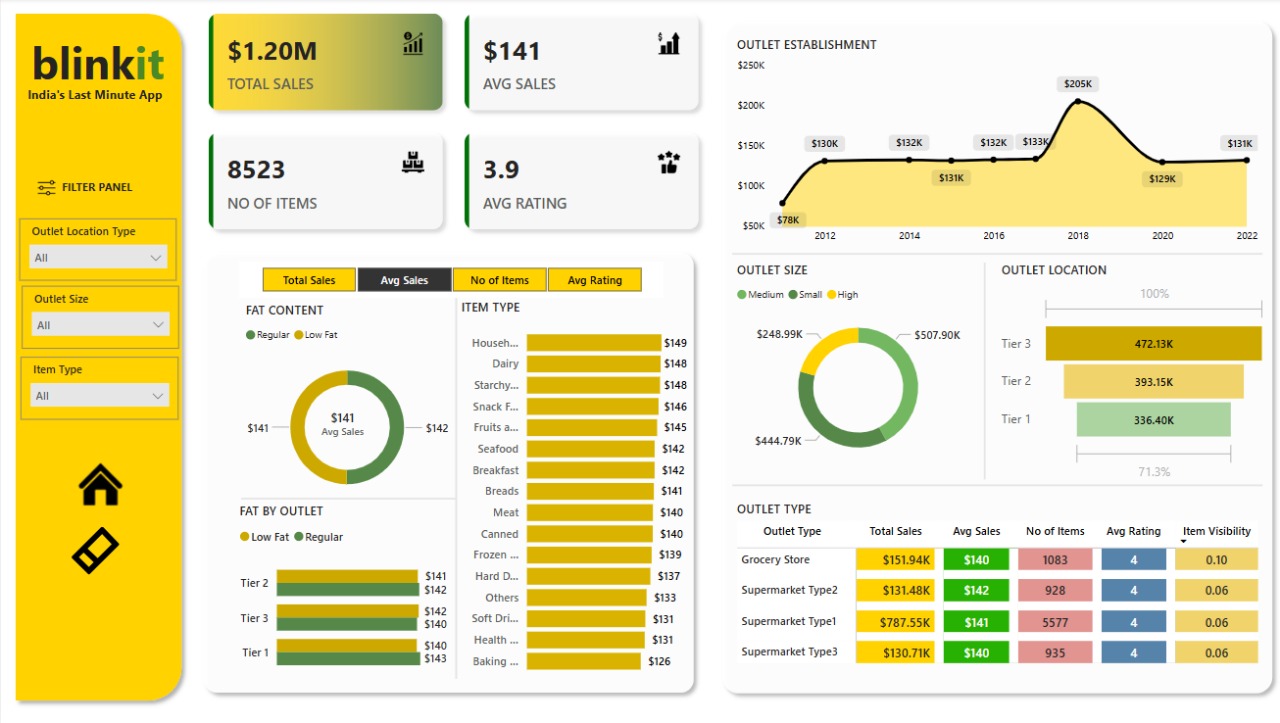 blinkit
India's Last Minute App
FILTER PANEL
Outlet Location Type
All
Outlet Size
All
Item Type
All
$1.20M
TOTAL SALES
$141
AVG SALES
8523
NO OF ITEMS
3.9
AVG RATING
Total Sales Avg Sales No of Items Avg Rating
FAT CONTENT
Regular Low Fat
$141
Avg Sales
$141
$142
FAT BY OUTLET
Low Fat Regular
Tier 2 $141
$142
Tier 3 $142
$140
Tier 1 $140
$143
ITEM TYPE
Househ... $149
Dairy $148
Starchy... $148
Snack F... $146
Fruits a... $145
Seafood $142
Breakfast $142
Breads $141
Meat $140
Canned $140
Frozen ... $139
Hard D... $137
Others $133
Soft Dri... $131
Health ... $131
Baking ... $126
OUTLET ESTABLISHMENT
$250K
$200K
$150K
$100K
$50K
$78K
$130K
$132K
$131K
$132K
$133K
$205K
$129K
$131K
2012 2014 2016 2018 2020 2022
OUTLET SIZE
Medium Small High
$248.99K
$507.90K
$444.79K
OUTLET LOCATION
100%
Tier 3 472.13K
Tier 2 393.15K
Tier 1 336.40K
71.3%
OUTLET TYPE
Outlet Type Total Sales Avg Sales No of Items Avg Rating Item Visibility
Grocery Store $151.94K $140 1083 4 0.10
Supermarket Type2 $131.48K $142 928 4 0.06
Supermarket Type1 $787.55K $141 5577 4 0.06
Supermarket Type3 $130.71K $140 935 4 0.06